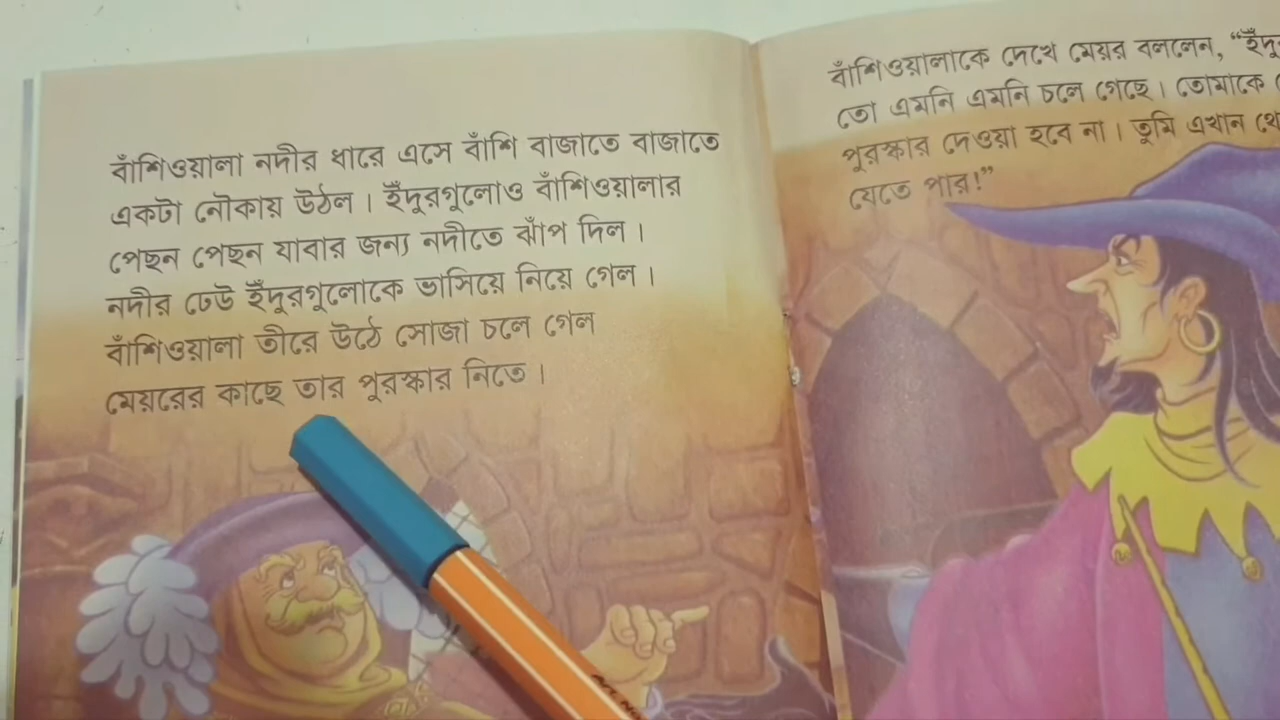 বাঁশিওয়ালা নদীর ধারে এসে বাঁশি বাজাতে বাজাতে
একটা নৌকায় উঠল। ইঁদুরগুলোও বাঁশিওয়ালার
পেছন পেছন যাবার জন্য নদীতে ঝাঁপ দিল।
নদীর ঢেউ ইঁদুরগুলোকে ভাসিয়ে নিয়ে গেল।
বাঁশিওয়ালা তীরে উঠে সোজা চলে গেল
মেয়রের কাছে তার পুরস্কার নিতে।
বাঁশিওয়ালাকে দেখে মেয়র বললেন,
তো এমনি এমনি চলে গেছে। তোমাকে
পুরস্কার দেওয়া হবে না। তুমি এখান
যেতে পার!”